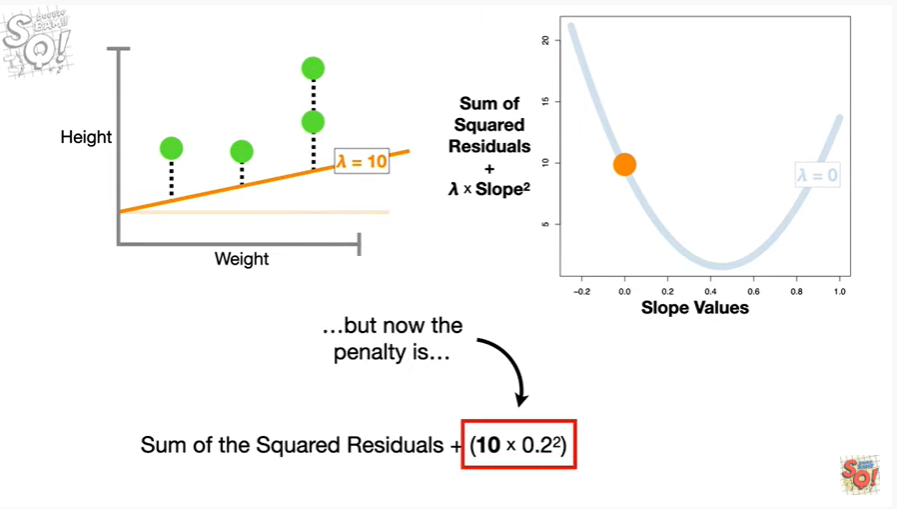 SQ!
Height
λ = 10
Weight
Sum of
Squared
Residuals
+
λ × Slope²
20
15
10
5
λ = 0
-0.2
0.0
0.2
0.4
0.6
0.8
1.0
Slope Values
...but now the
penalty is...
Sum of the Squared Residuals + (10 × 0.2²)
SQ!